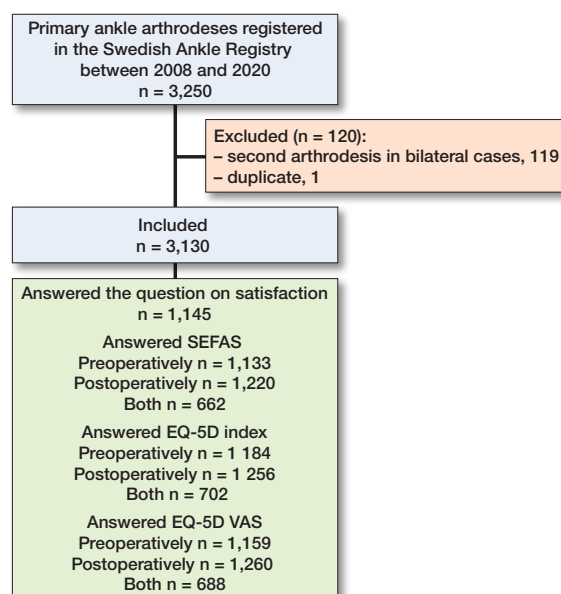 Primary ankle arthrodeses registered
in the Swedish Ankle Registry
between 2008 and 2020
n = 3,250
Excluded (n = 120):
– second arthrodesis in bilateral cases, 119
– duplicate, 1
Included
n = 3,130
Answered the question on satisfaction
n = 1,145
Answered SEFAS
Preoperatively n = 1,133
Postoperatively n = 1,220
Both n = 662
Answered EQ-5D index
Preoperatively n = 1 184
Postoperatively n = 1 256
Both n = 702
Answered EQ-5D VAS
Preoperatively n = 1,159
Postoperatively n = 1,260
Both n = 688